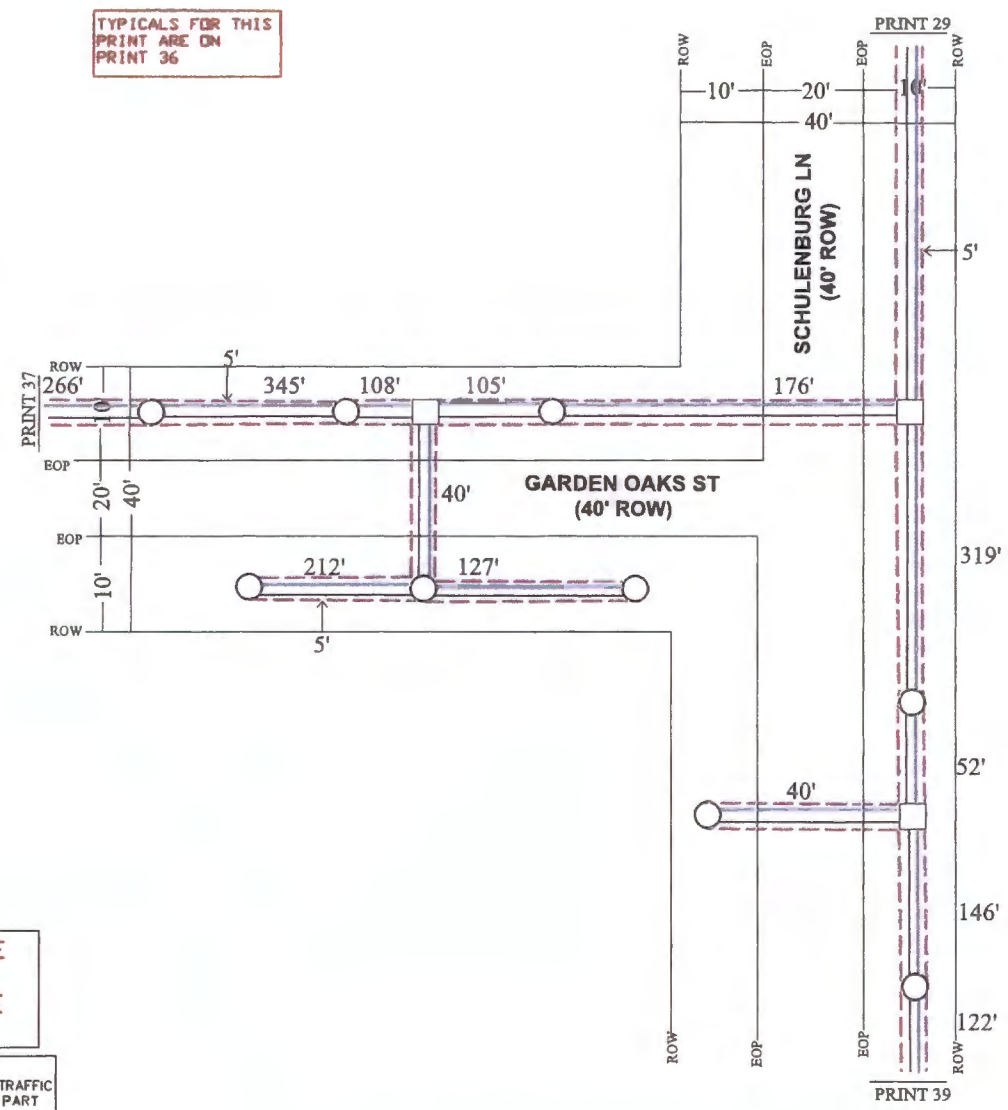 TYPICALS FOR THIS
PRINT ARE ON
PRINT 36
PRINT 29
ROW
EOP
EOP
ROW
10'
20'
10'
40'
SCHULENBURG LN
(40' ROW)
5'
ROW
5'
PRINT 37
266'
345'
108'
105'
176'
10'
EOP
20'
40'
40'
GARDEN OAKS ST
(40' ROW)
EOP
319'
212'
127'
10'
ROW
5'
52'
40'
146'
122'
ROW
EOP
EOP
ROW
TRAFFIC
PART
PRINT 39